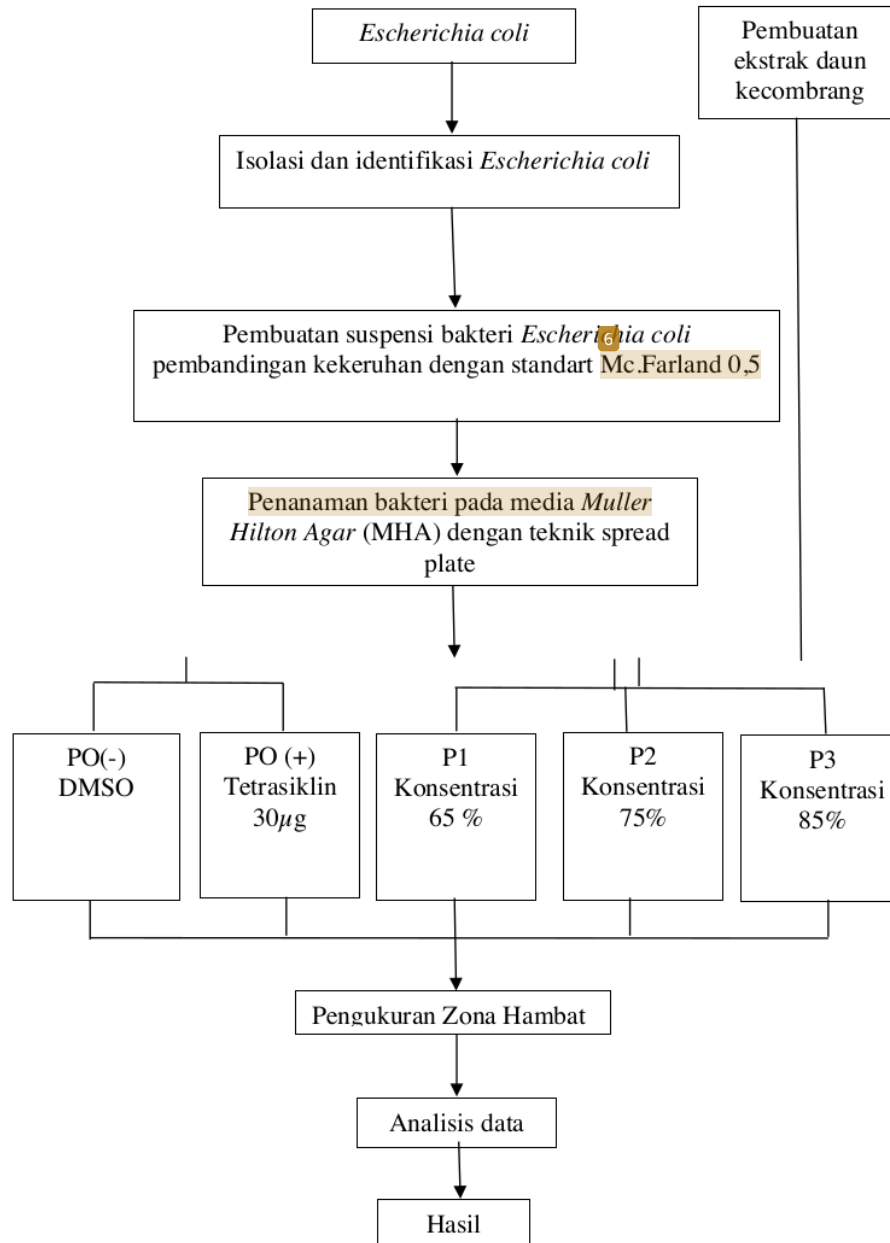 Escherichia coli
Pembuatan
ekstrak daun
kecombrang
Isolasi dan identifikasi Escherichia coli
Pembuatan suspensi bakteri Escherichia coli
6
pembandingan kekeruhan dengan standart Mc.Farland 0,5
Penanaman bakteri pada media Muller
Hilton Agar (MHA) dengan teknik spread
plate
PO(-)
DMSO
PO (+)
Tetrasiklin
30µg
P1
Konsentrasi
65 %
P2
Konsentrasi
75%
P3
Konsentrasi
85%
Pengukuran Zona Hambat
Analisis data
Hasil